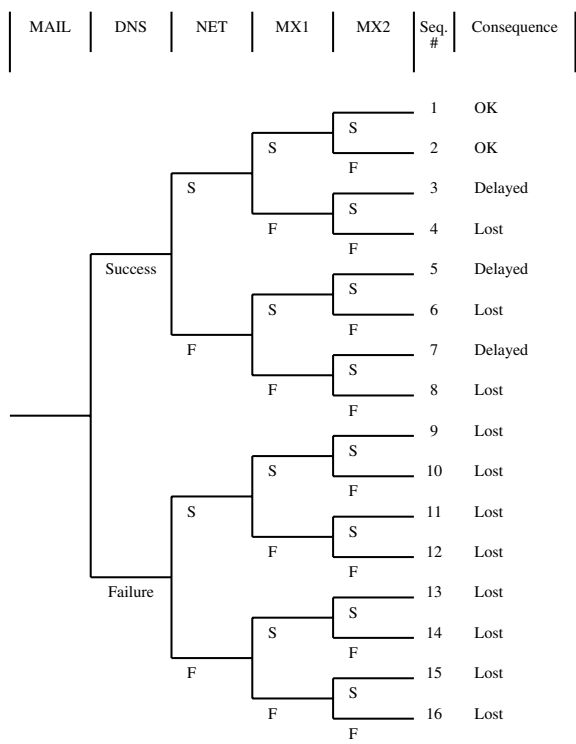 MAIL DNS NET MX1 MX2 Seq. Consequence
#
1 OK
S
S 2 OK
F
S 3 Delayed
S
F 4 Lost
F
Success 5 Delayed
S
S 6 Lost
F
F 7 Delayed
S
F 8 Lost
F
9 Lost
S
S 10 Lost
F
S 11 Lost
S
F 12 Lost
F
Failure 13 Lost
S
S 14 Lost
F
F 15 Lost
S
F 16 Lost
F